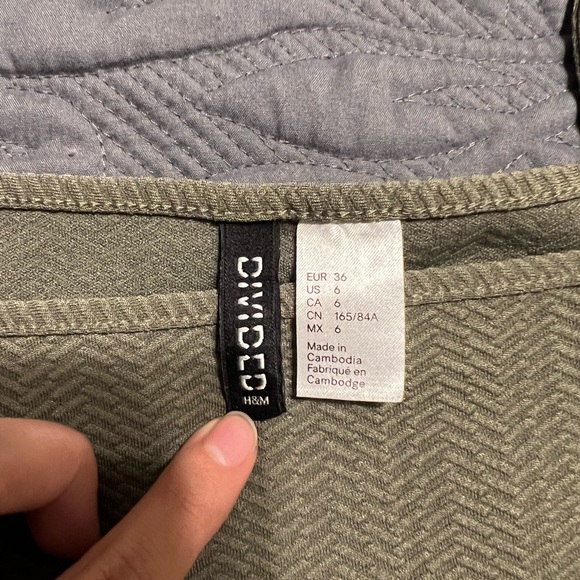 DIVIDED
H&M
EUR 36
US 6
CA 6
CN 165/84A
MX 6
Made in
Cambodia
Fabriqué en
Cambodge